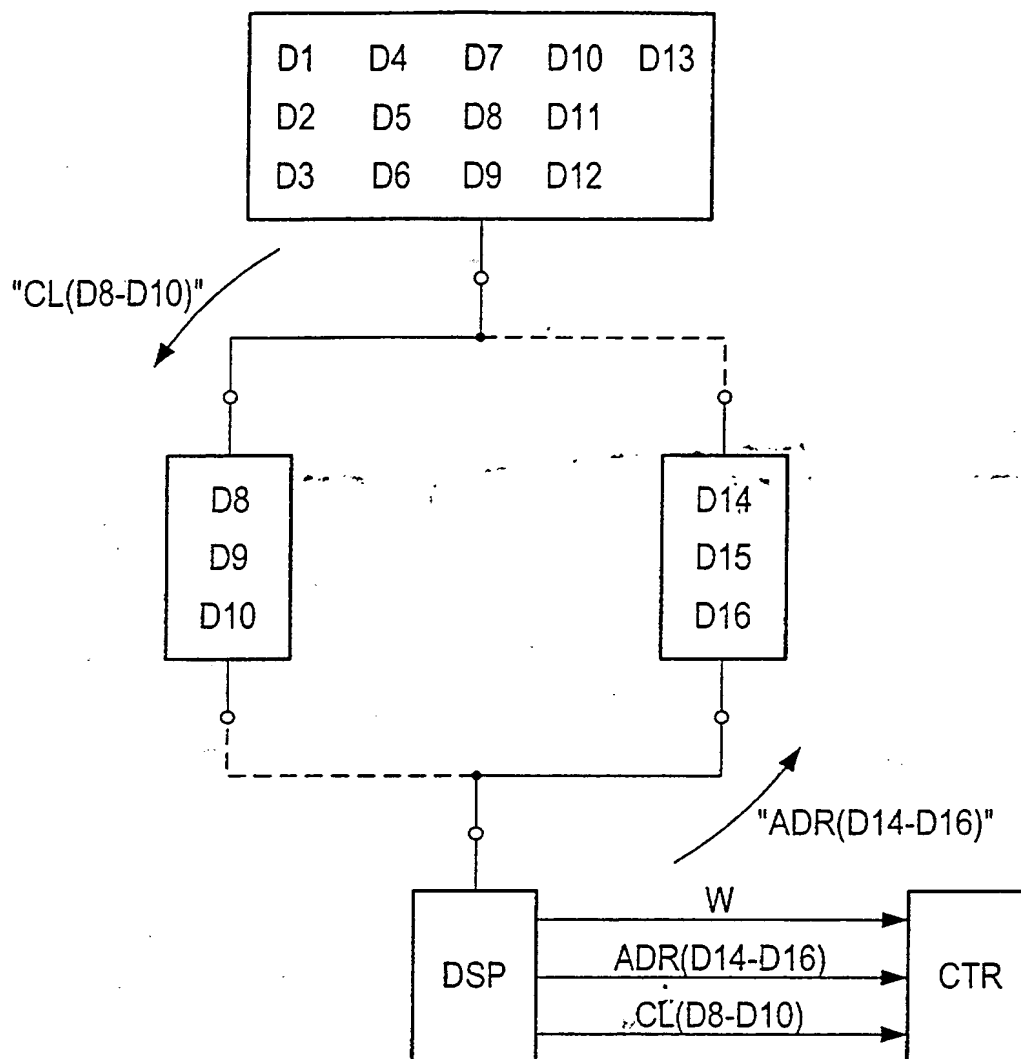 D1 D4 D7 D10 D13
D2 D5 D8 D11
D3 D6 D9 D12
"CL(D8-D10)"
D8
D9
D10
D14
D15
D16
"ADR(D14-D16)"
W
DSP
ADR(D14-D16)
CTR
CL(D8-D10)